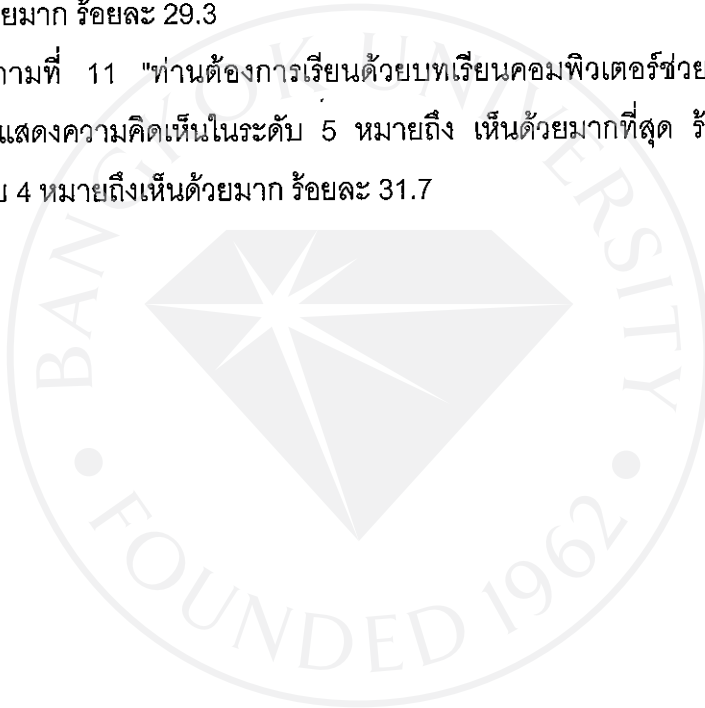 ยมาก ร้อยละ 29.3
ถามที่ 11 "ท่านต้องการเรียนด้วยบทเรียนคอมพิวเตอร์ช่วย
แสดงความคิดเห็นในระดับ 5 หมายถึง เห็นด้วยมากที่สุด
4 หมายถึงเห็นด้วยมาก ร้อยละ 31.7
BANGKOK UNIVERSITY
FOUNDED 1962